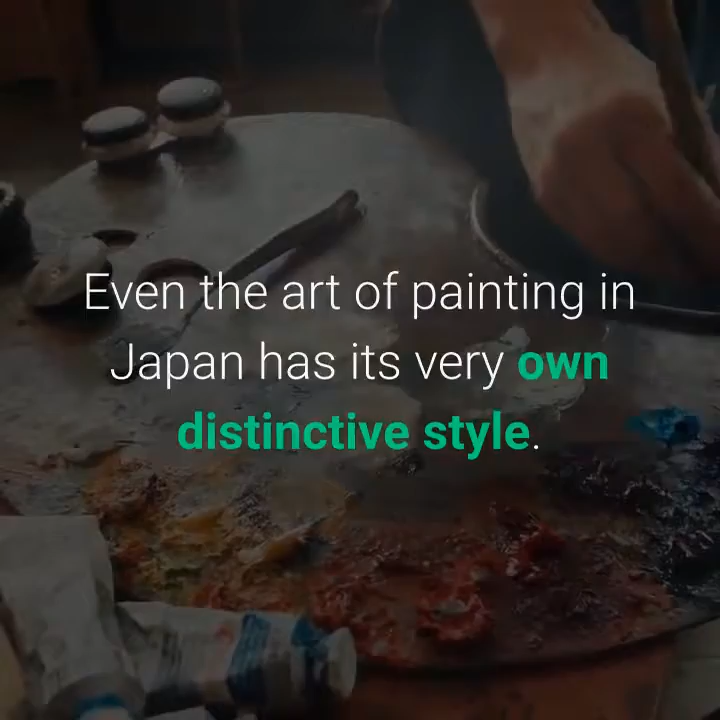 Even the art of painting in
Japan has its very own
distinctive style.